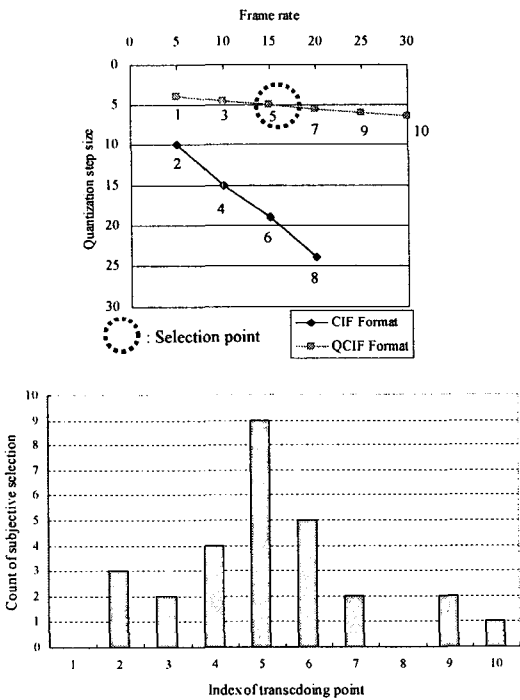 Frame rate
0 5 10 15 20 25 30
0
5
10
15
20
25
30
Quantization step size
1 3 5 7 9 10
2
4
6
8
: Selection point
CIF Format
QCIF Format
10
9
8
7
6
5
4
3
2
1
0
Count of subjective selection
1 2 3 4 5 6 7 8 9 10
Index of transcdoing point